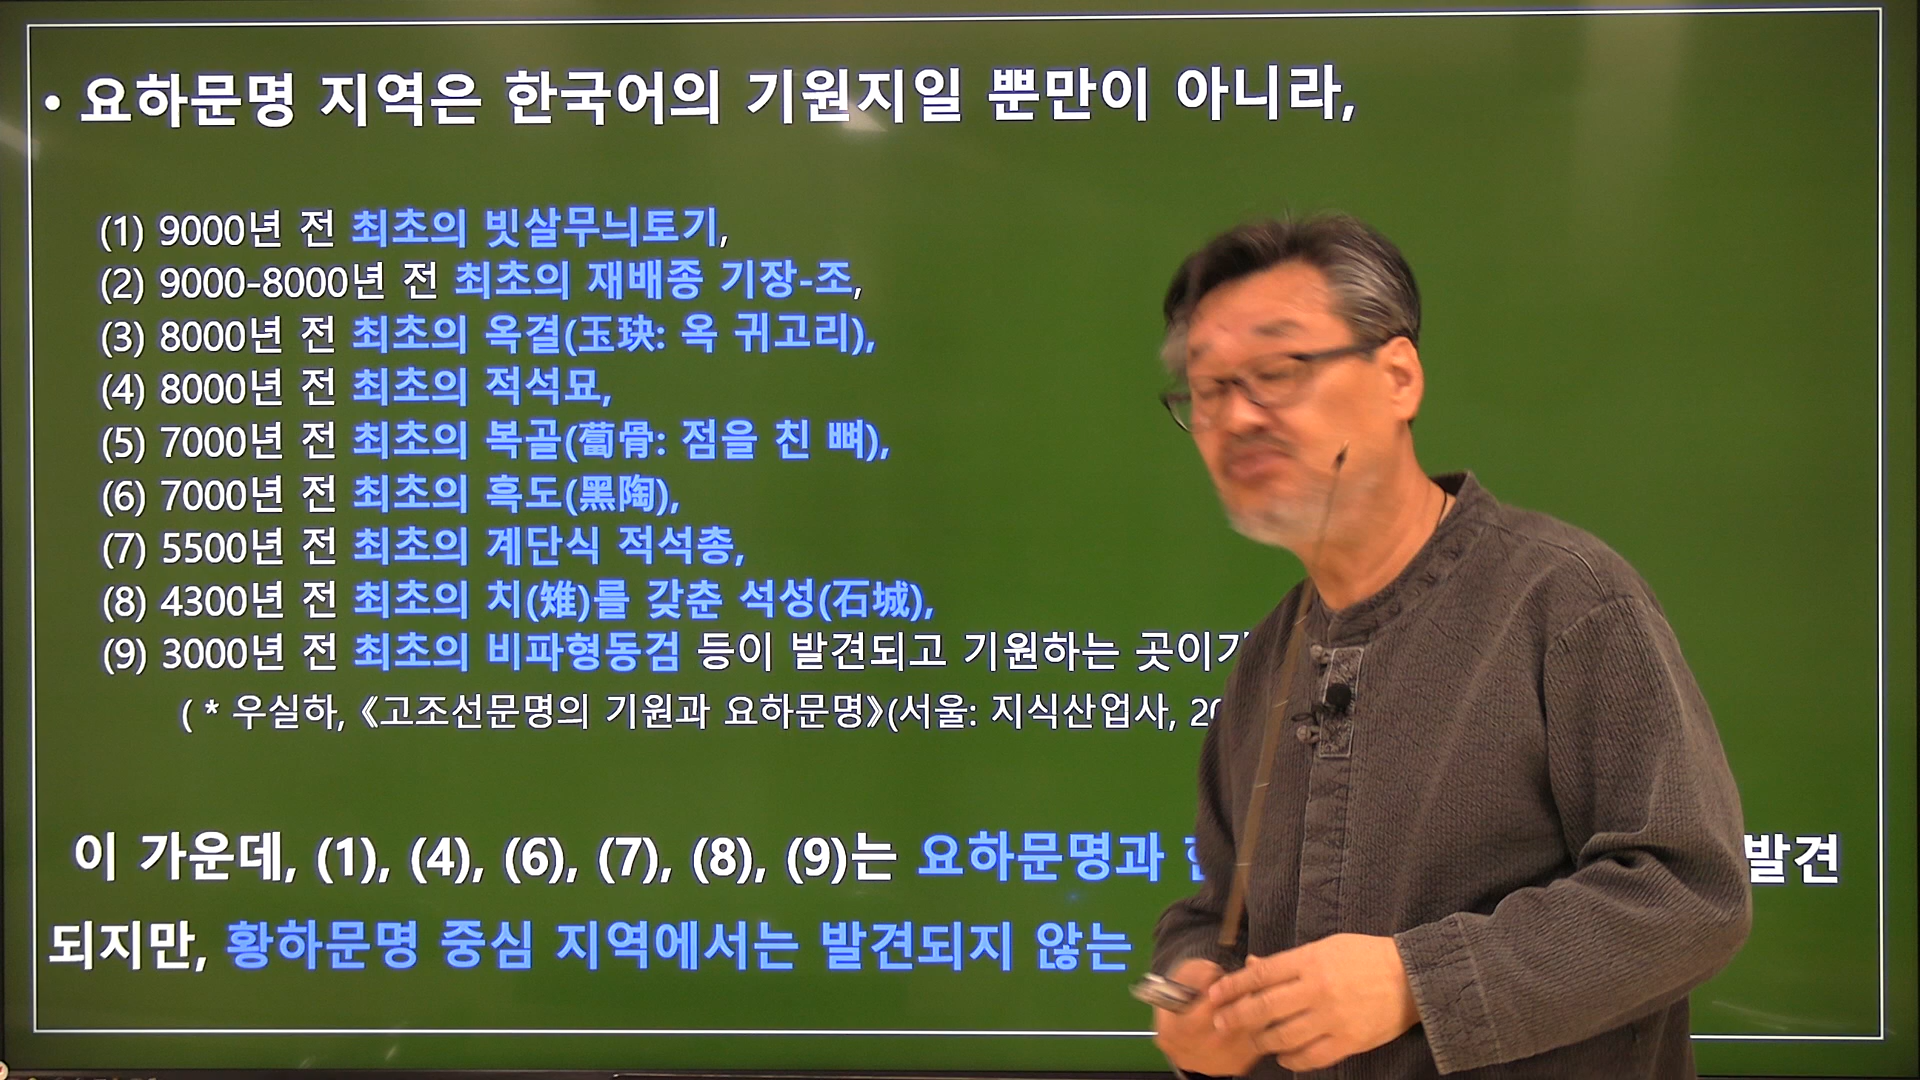 • 요하문명 지역은 한국어의 기원지일 뿐만이 아니라,
(1) 9000년 전 최초의 빗살무늬토기,
(2) 9000-8000년 전 최초의 재배종 기장-조,
(3) 8000년 전 최초의 옥결(玉玦: 옥 귀고리),
(4) 8000년 전 최초의 적석묘,
(5) 7000년 전 최초의 복골(蔔骨: 점을 친 뼈),
(6) 7000년 전 최초의 흑도(黑陶),
(7) 5500년 전 최초의 계단식 적석총,
(8) 4300년 전 최초의 치(雉)를 갖춘 석성(石城),
(9) 3000년 전 최초의 비파형동검 등이 발견되고 기원하는 곳이
( * 우실하, 《고조선문명의 기원과 요하문명》(서울: 지식산업사, 20
이 가운데, (1), (4), (6), (7), (8), (9)는 요하문명과 발견
되지만, 황하문명 중심 지역에서는 발견되지 않는